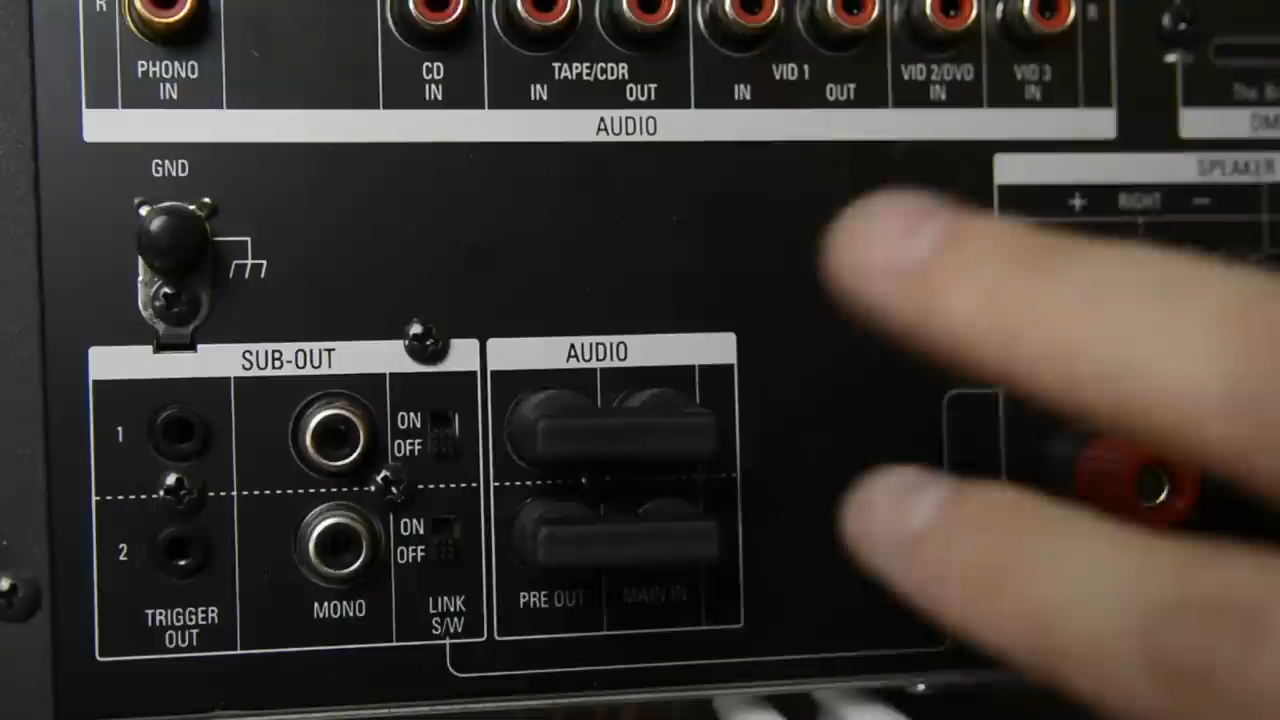 R
PHONO IN
CD IN
TAPE/CDR
IN OUT
VID 1
IN OUT
VID 2/DVD IN
VID 3 IN
R
AUDIO
GND
SPEAKER
+ RIGHT −
SUB-OUT
AUDIO
1
ON
OFF
2
ON
OFF
TRIGGER OUT
MONO
LINK S/W
PRE OUT
MAIN IN